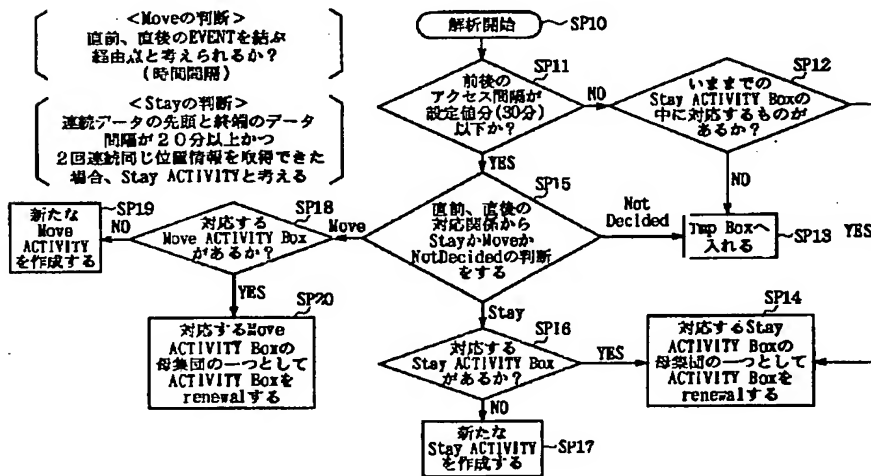 <Moveの判断>
直前、直後のEVENTを結ぶ
経由点と考えられるか?
(時間間隔)
<Stayの判断>
連続データの先頭と終端のデータ
間隔が20分以上かつ
2回連続同じ位置情報を取得できた
場合、Stay ACTIVITYと考える
解析開始
SP10
前後の
アクセス間隔が
設定値分(30分)
以下か?
SP11
NO
YES
いままでの
Stay ACTIVITY Boxの
中に対応するものが
あるか?
SP12
NO
YES
Tmp Boxへ
入れる
SP13
直前、直後の
対応関係から
StayかMoveか
NotDecidedの判断
をする
SP15
Not
Decided
Move
Stay
対応する
Move ACTIVITY Box
があるか?
SP18
NO
YES
新たな
Move
ACTIVITY
を作成する
SP19
対応するMove
ACTIVITY Boxの
母集団の一つとして
ACTIVITY Boxを
renewalする
SP20
対応する
Stay ACTIVITY Box
があるか?
SP16
YES
NO
対応するStay
ACTIVITY Boxの
母集団の一つとして
ACTIVITY Boxを
renewalする
SP14
新たな
Stay ACTIVITY
を作成する
SP17